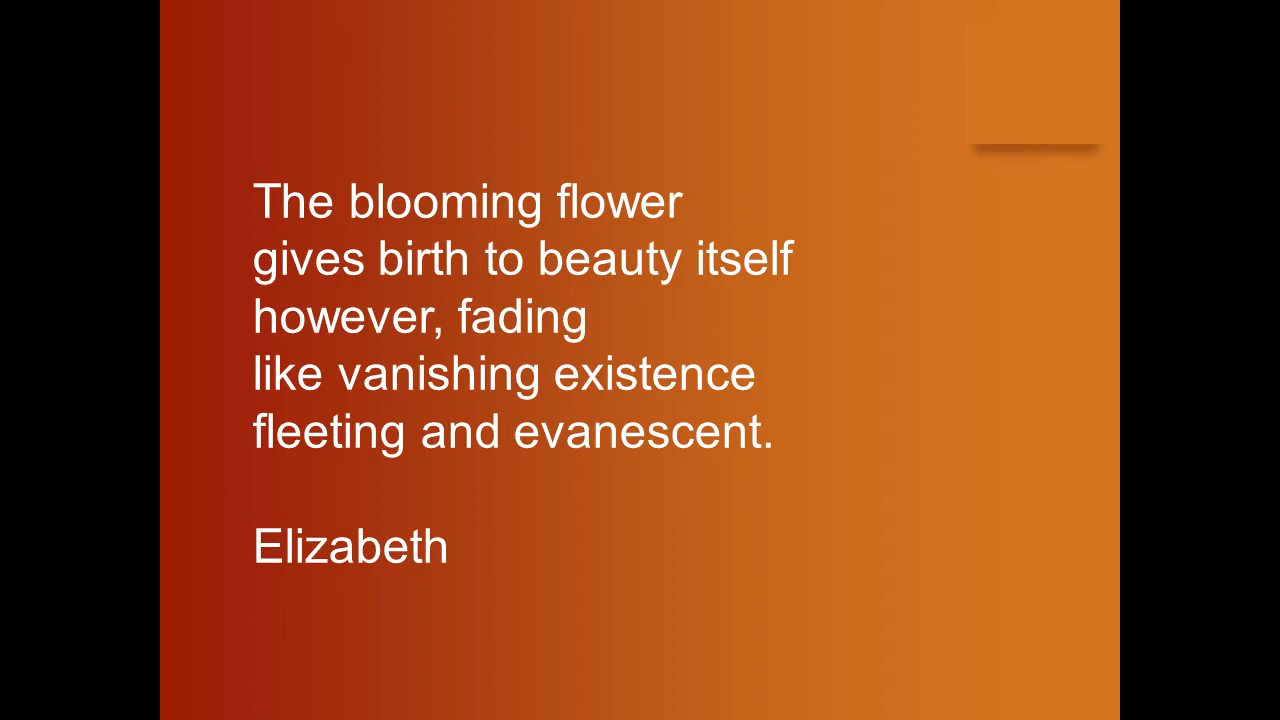 The blooming flower
gives birth to beauty itself
however, fading
like vanishing existence
fleeting and evanescent.
Elizabeth